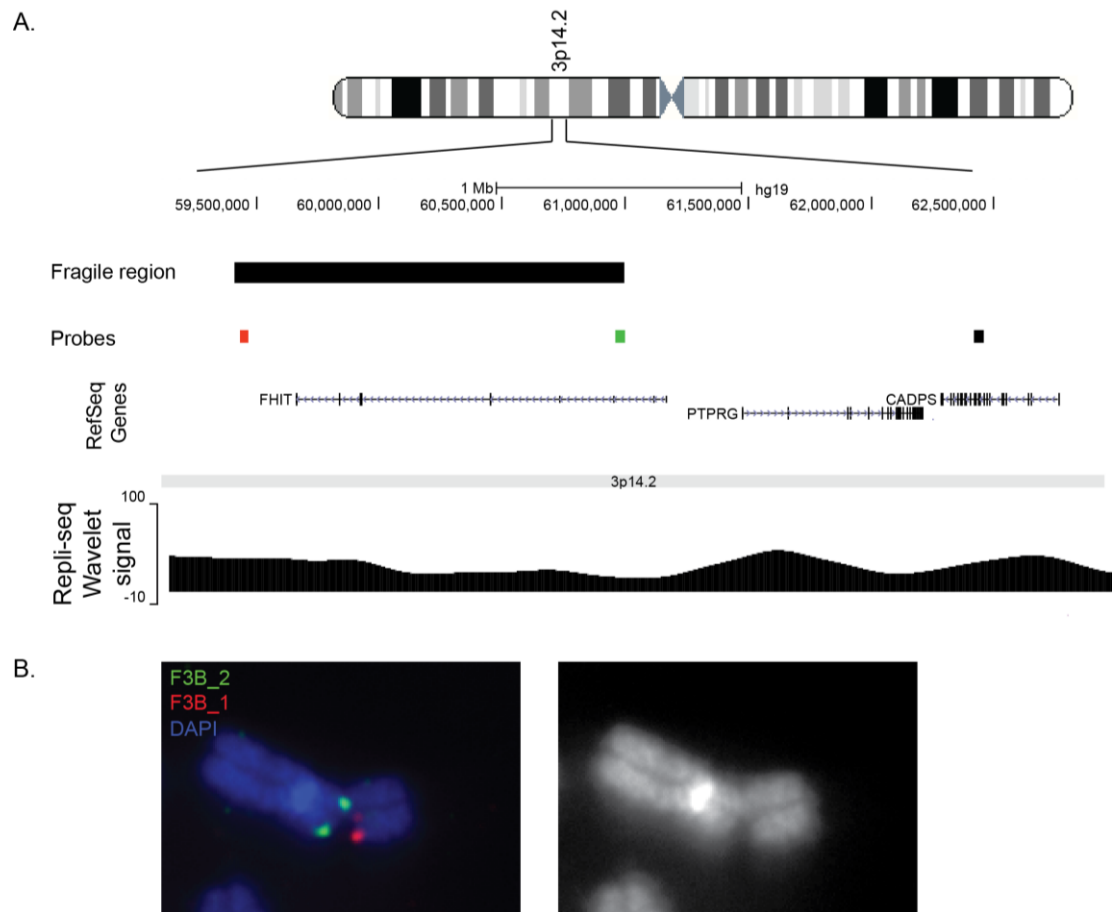 A.
3p14.2
1 Mb hg19
59,500,000 60,000,000 60,500,000 61,000,000 61,500,000 62,000,000 62,500,000
Fragile region
Probes
RefSeq
Genes
FHIT
PTPRG
CADPS
3p14.2
Repli-seq
Wavelet
signal
100
-10
B.
F3B_2
F3B_1
DAPI